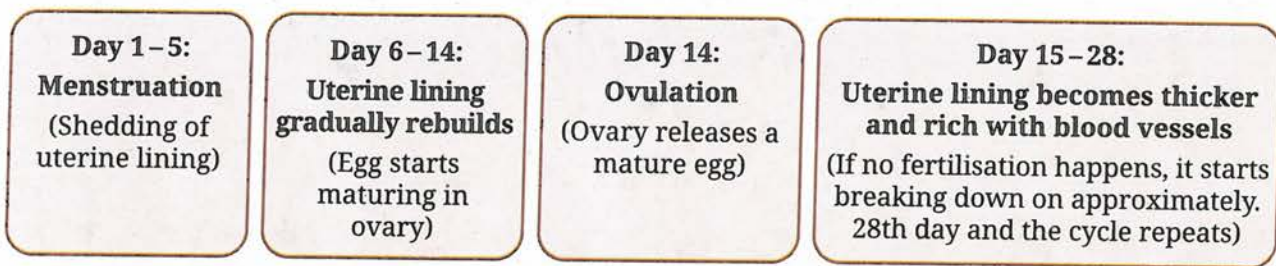 Day 1–5:
Menstruation
(Shedding of
uterine lining)
Day 6–14:
Uterine lining
gradually rebuilds
(Egg starts
maturing in
ovary)
Day 14:
Ovulation
(Ovary releases a
mature egg)
Day 15–28:
Uterine lining becomes thicker
and rich with blood vessels
(If no fertilisation happens, it starts
breaking down on approximately.
28th day and the cycle repeats)